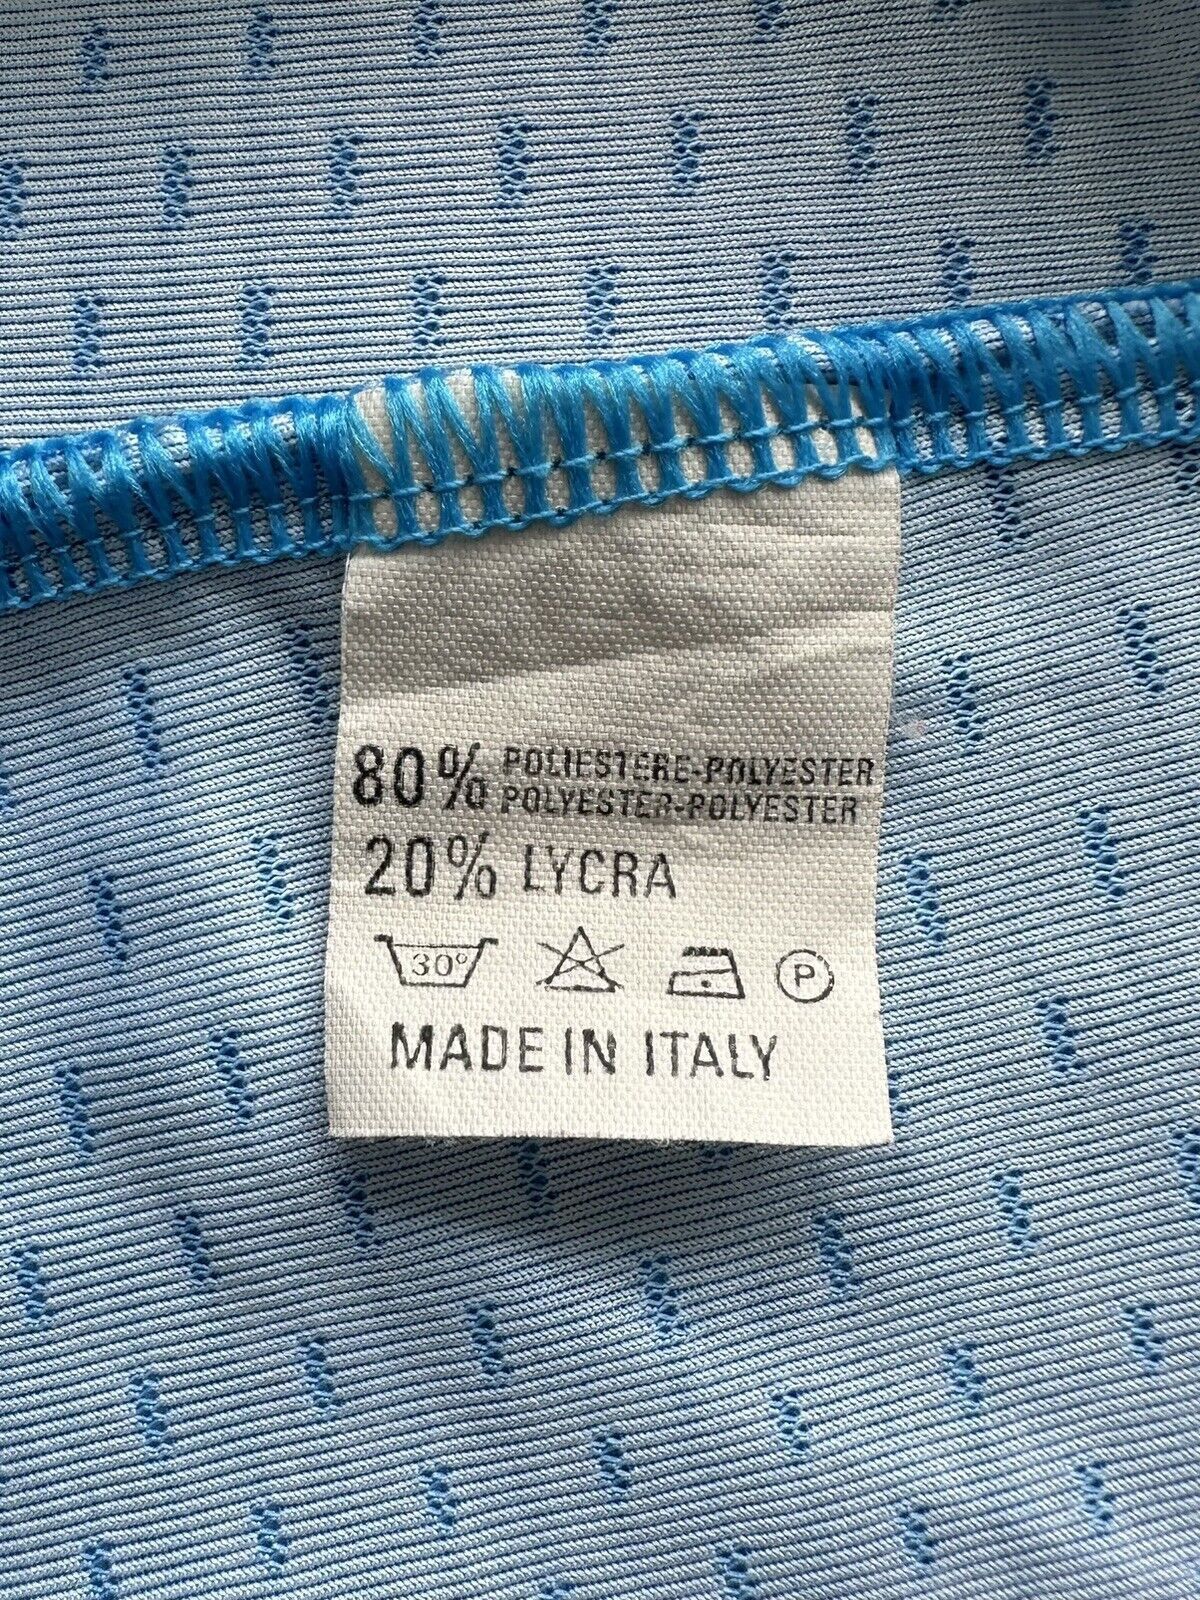 80% POLIESTERE-POLYESTER
POLYESTER-POLYESTER
20% LYCRA
30° P
MADE IN ITALY